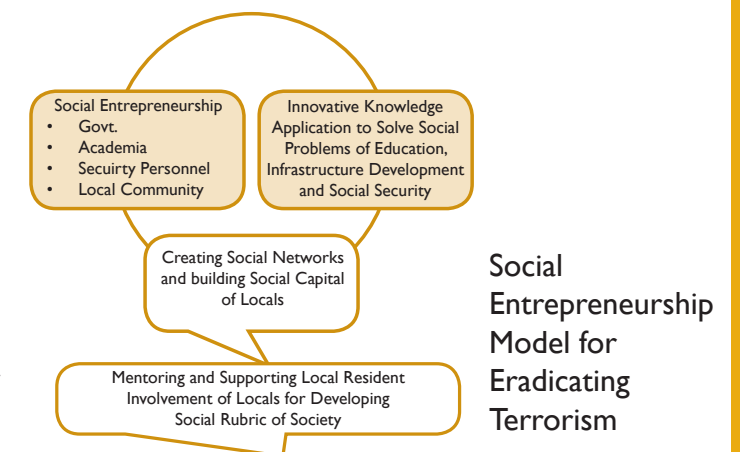 Social Entrepreneurship
• Govt.
• Academia
• Secuirty Personnel
• Local Community
Innovative Knowledge
Application to Solve Social
Problems of Education,
Infrastructure Development
and Social Security
Creating Social Networks
and building Social Capital
of Locals
Mentoring and Supporting Local Resident
Involvement of Locals for Developing
Social Rubric of Society
Social
Entrepreneurship
Model for
Eradicating
Terrorism